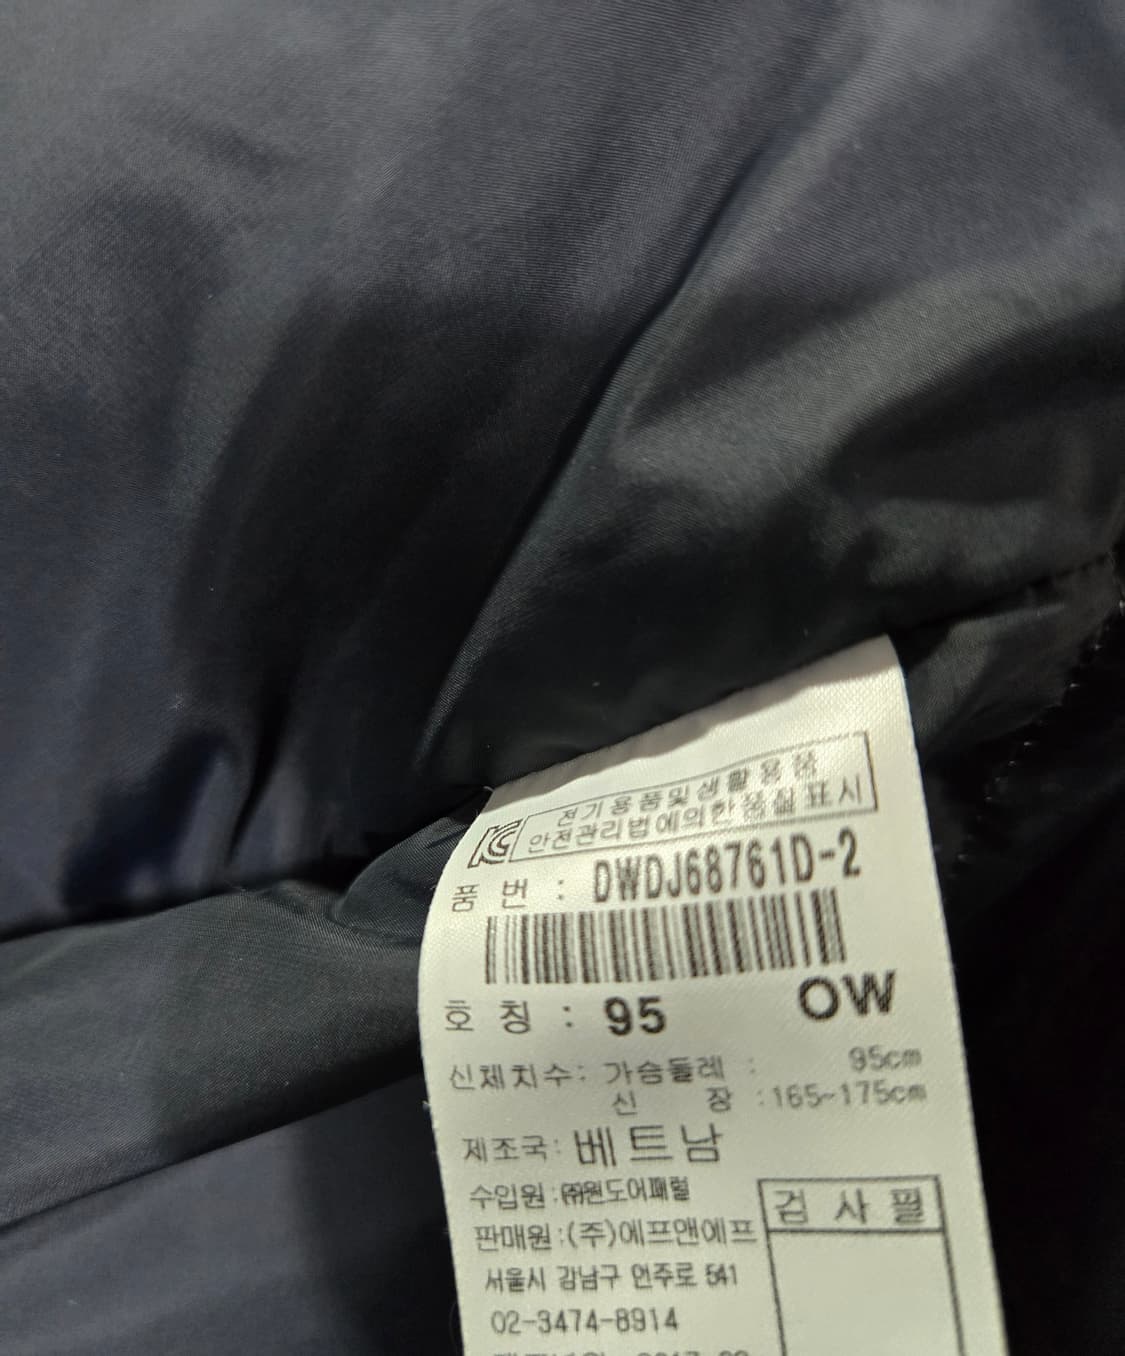 전기용품및생활용품
안전관리법에의한품질표시
품 번 : DWDJ68761D-2
호 칭 : 95 OW
신체치수: 가슴둘레 : 95cm
신 장 :165~175cm
제조국: 베트남
수입원:㈜원도어패럴
판매원:(주)에프앤에프
검 사 필
서울시 강남구 언주로 541
02-3474-8914